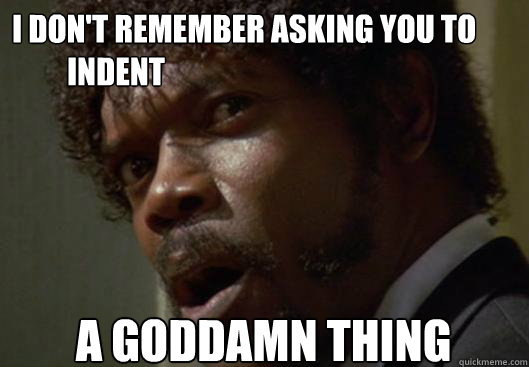 I DON'T REMEMBER ASKING YOU TO
INDENT
A GODDAMN THING
quickmeme.com